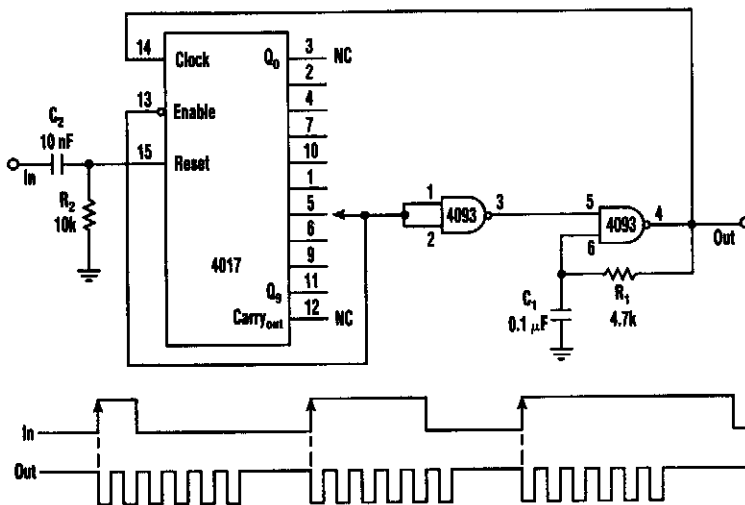 14 Clock Q0 3 NC
2
13 Enable 4
7
C2
10 nF
10
In 15 Reset 1
R2
10k
5
6
4017 9
Q9 11
Carryout 12 NC
1 4093 3
2
5 4093 4
6
Out
R1
4.7k
C1
0.1 μF
In
Out